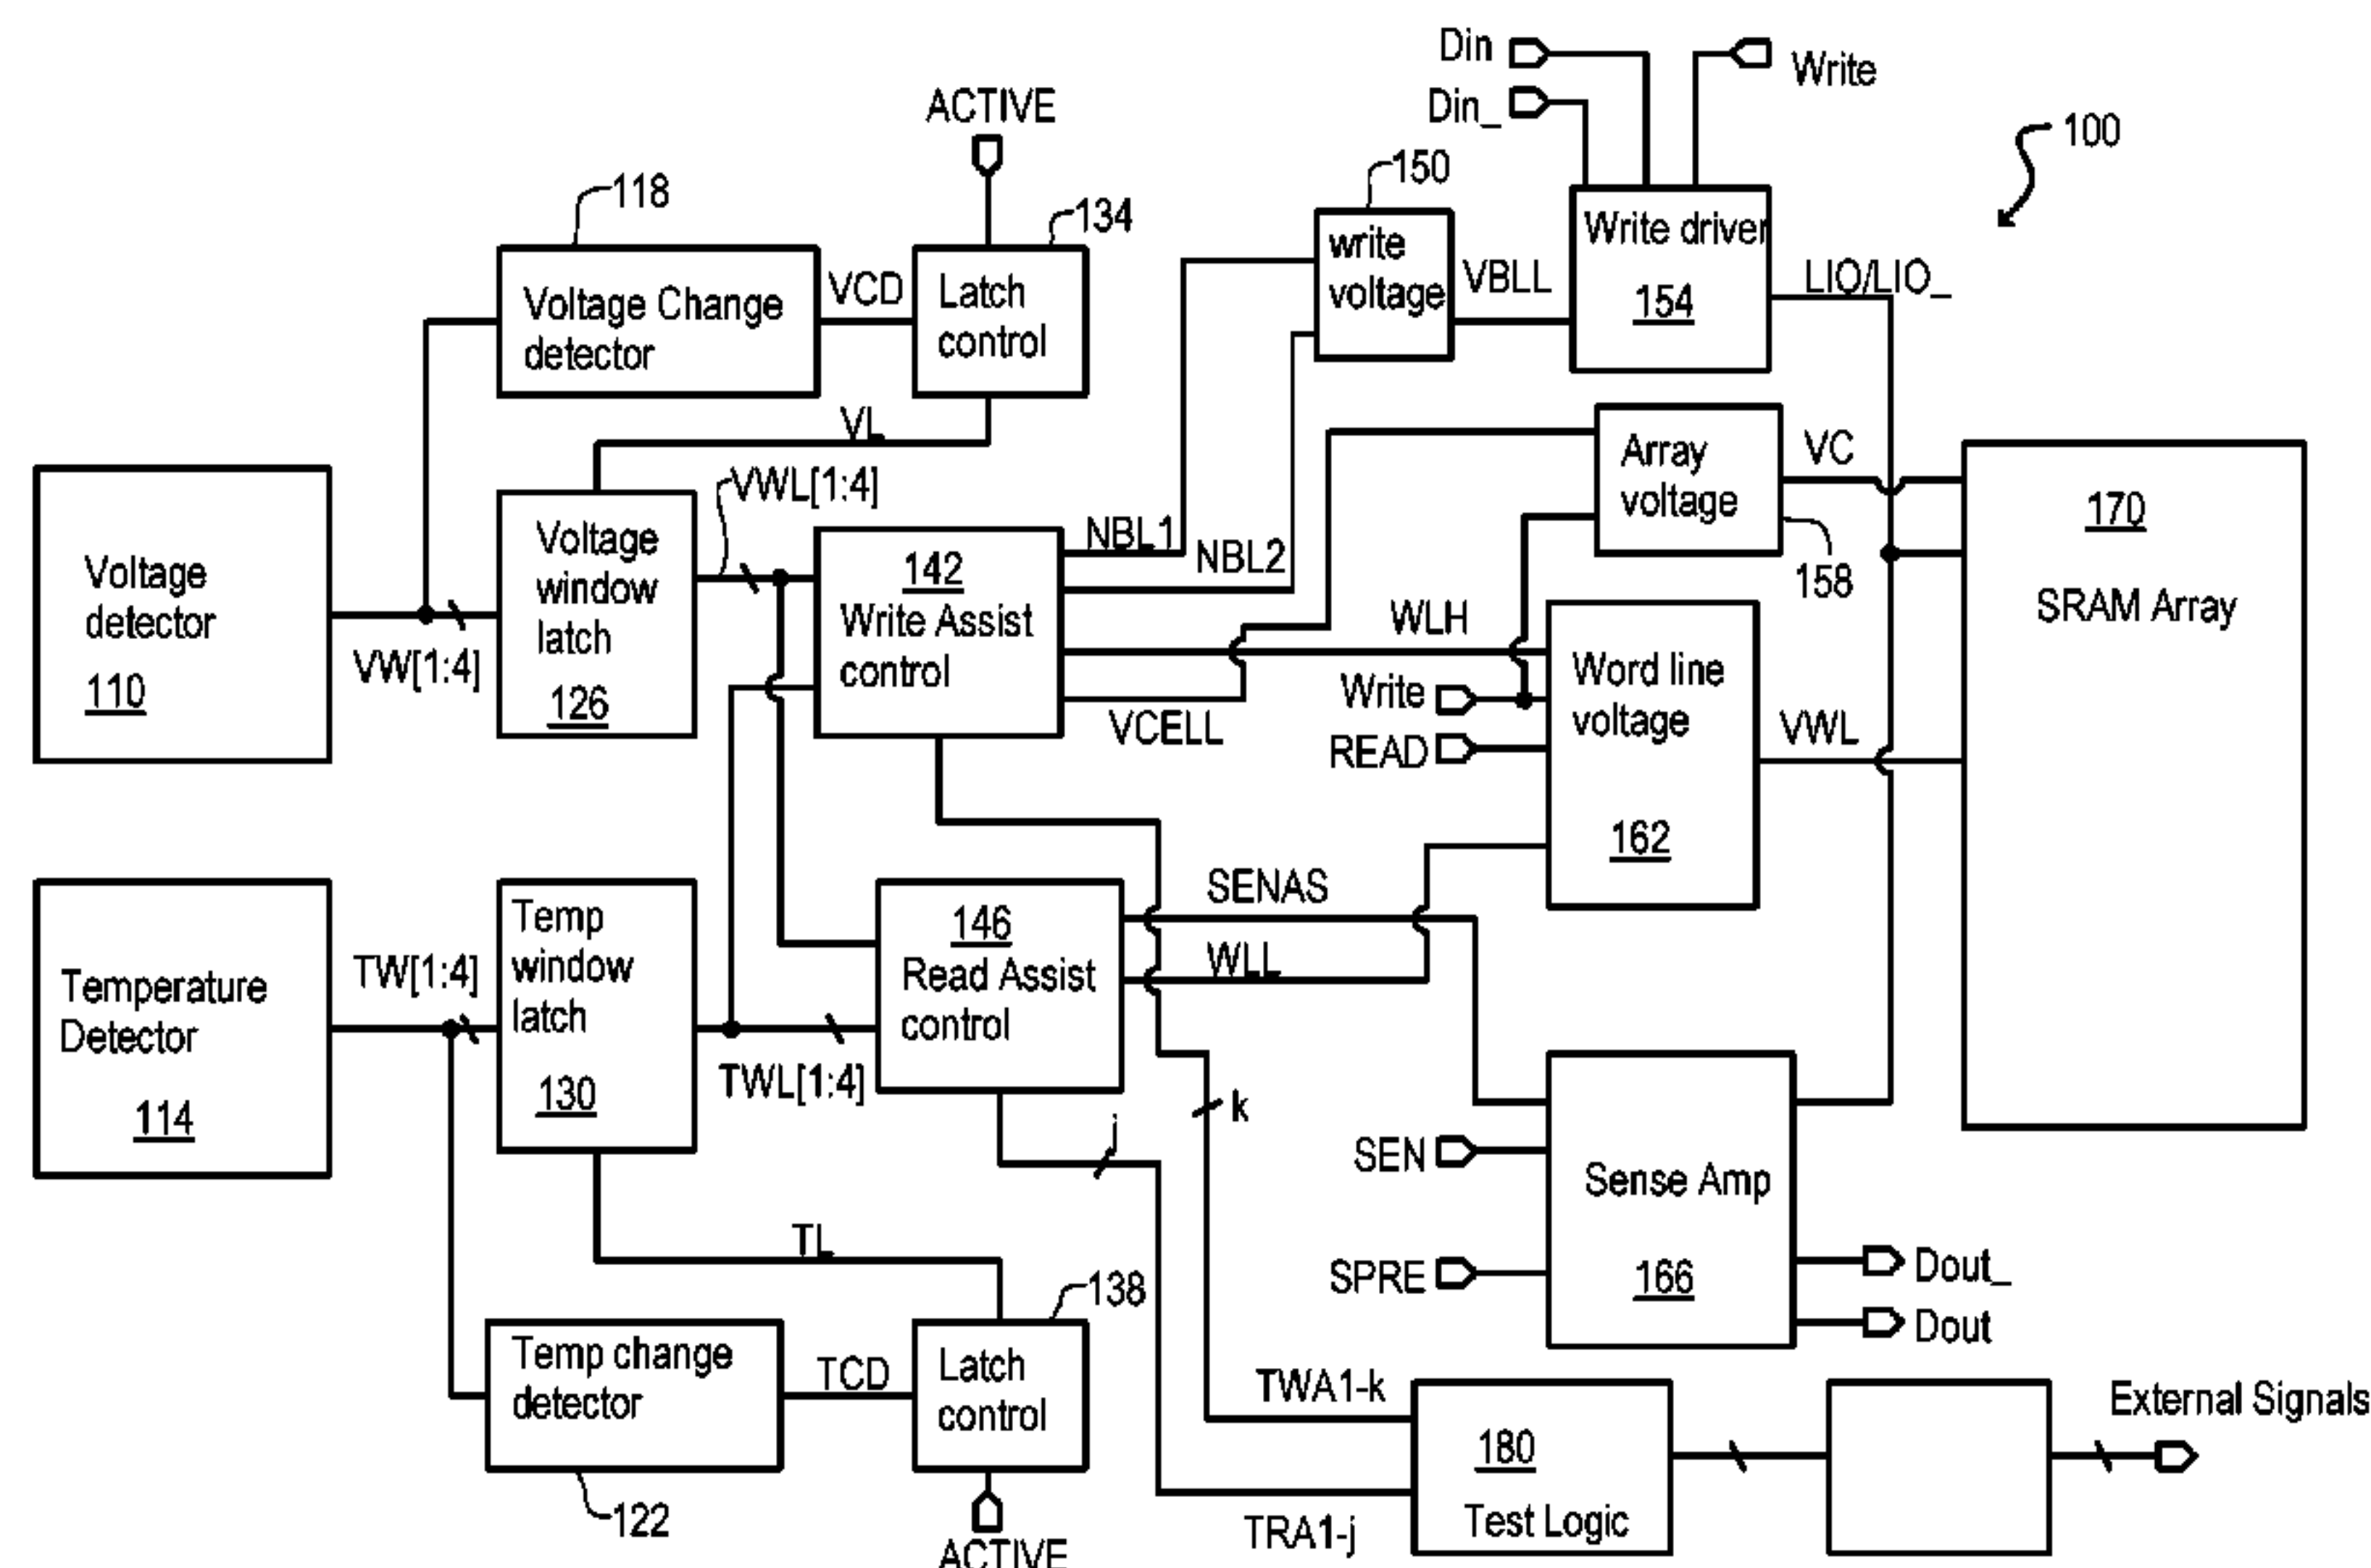 Din
Write
Din_
ACTIVE
100
150
118
134
Write driver
154
write
voltage
VBLL
LIO/LIO_
Voltage Change
detector
VCD
Latch
control
VL
Array
voltage
VC
158
VWL[1:4]
170
SRAM Array
Voltage
detector
110
VW[1:4]
Voltage
window
latch
126
142
Write Assist
control
NBL1
NBL2
WLH
VCELL
Write
READ
Word line
voltage
162
VWL
Temperature
Detector
114
TW[1:4]
Temp
window
latch
130
TWL[1:4]
146
Read Assist
control
SENAS
WLL
k
j
SEN
SPRE
Sense Amp
166
Dout_
Dout
TL
138
Temp change
detector
TCD
Latch
control
122
ACTIVE
TWA1-k
TRA1-j
180
Test Logic
External Signals